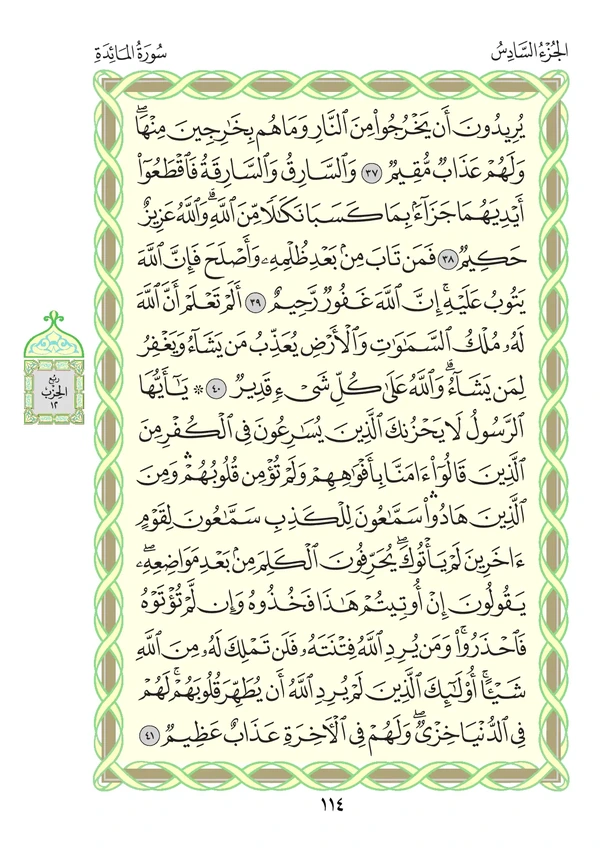 الجُزْءُ السَّادِسُ
سُورَةُ المَائِدَةِ
يُرِيدُونَ أَن يَخْرُجُوا۟ مِنَ ٱلنَّارِ وَمَا هُم بِخَٰرِجِينَ مِنْهَاۖ
وَلَهُمْ عَذَابٌ مُّقِيمٌ ٣٧ وَٱلسَّارِقُ وَٱلسَّارِقَةُ فَٱقْطَعُوٓا۟
أَيْدِيَهُمَا جَزَآءًۢ بِمَا كَسَبَا نَكَٰلًا مِّنَ ٱللَّهِۗ وَٱللَّهُ عَزِيزٌ
حَكِيمٌ ٣٨ فَمَن تَابَ مِنۢ بَعْدِ ظُلْمِهِۦ وَأَصْلَحَ فَإِنَّ ٱللَّهَ
يَتُوبُ عَلَيْهِۚ إِنَّ ٱللَّهَ غَفُورٌ رَّحِيمٌ ٣٩ أَلَمْ تَعْلَمْ أَنَّ ٱللَّهَ
لَهُۥ مُلْكُ ٱلسَّمَٰوَٰتِ وَٱلْأَرْضِ يُعَذِّبُ مَن يَشَآءُ وَيَغْفِرُ
لِمَن يَشَآءُۗ وَٱللَّهُ عَلَىٰ كُلِّ شَىْءٍ قَدِيرٌ ٤٠ ۞ يَٰٓأَيُّهَا
ٱلرَّسُولُ لَا يَحْزُنكَ ٱلَّذِينَ يُسَٰرِعُونَ فِى ٱلْكُفْرِ مِنَ
ٱلَّذِينَ قَالُوٓا۟ ءَامَنَّا بِأَفْوَٰهِهِمْ وَلَمْ تُؤْمِن قُلُوبُهُمْۛ وَمِنَ
ٱلَّذِينَ هَادُوا۟ۛ سَمَّٰعُونَ لِلْكَذِبِ سَمَّٰعُونَ لِقَوْمٍ
ءَاخَرِينَ لَمْ يَأْتُوكَۖ يُحَرِّفُونَ ٱلْكَلِمَ مِنۢ بَعْدِ مَوَاضِعِهِۦۖ
يَقُولُونَ إِنْ أُوتِيتُمْ هَٰذَا فَخُذُوهُ وَإِن لَّمْ تُؤْتَوْهُ
فَٱحْذَرُوا۟ۚ وَمَن يُرِدِ ٱللَّهُ فِتْنَتَهُۥ فَلَن تَمْلِكَ لَهُۥ مِنَ ٱللَّهِ
شَيْـًٔاۚ أُو۟لَٰٓئِكَ ٱلَّذِينَ لَمْ يُرِدِ ٱللَّهُ أَن يُطَهِّرَ قُلُوبَهُمْۚ لَهُمْ
فِى ٱلدُّنْيَا خِزْىٌۖ وَلَهُمْ فِى ٱلْءَاخِرَةِ عَذَابٌ عَظِيمٌ ٤١
ربع
الحزب
١٢
١١٤